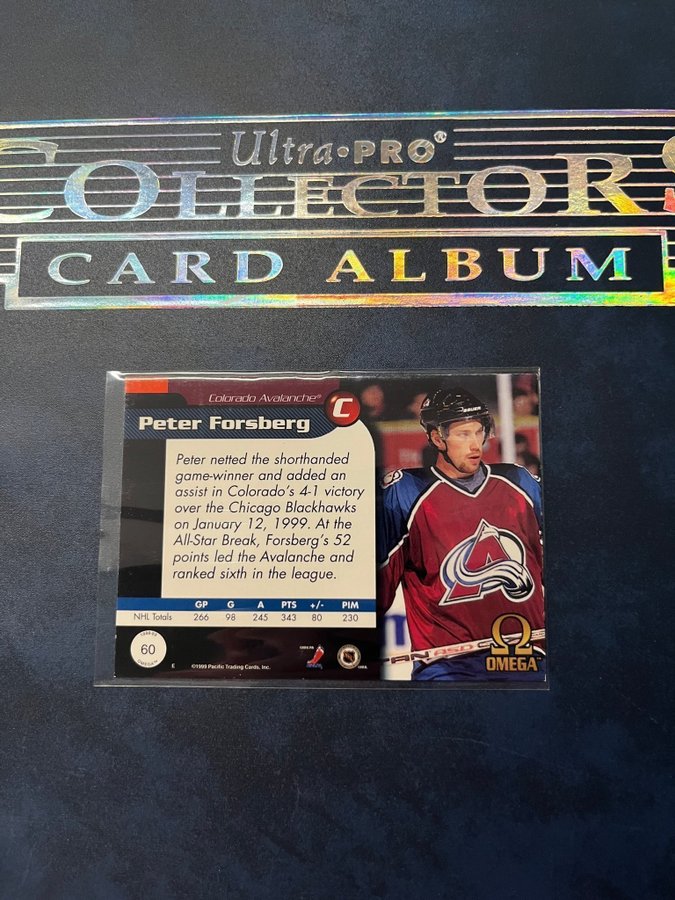 Ultra•PRO®
COLLECTORS
CARD ALBUM
Colorado Avalanche®
C
Peter Forsberg
Peter netted the shorthanded
game-winner and added an
assist in Colorado's 4-1 victory
over the Chicago Blackhawks
on January 12, 1999. At the
All-Star Break, Forsberg's 52
points led the Avalanche and
ranked sixth in the league.
GP G A PTS +/- PIM
NHL Totals 266 98 245 343 80 230
60
E
©1999 Pacific Trading Cards, Inc.
BAUER
Ω
OMEGA™